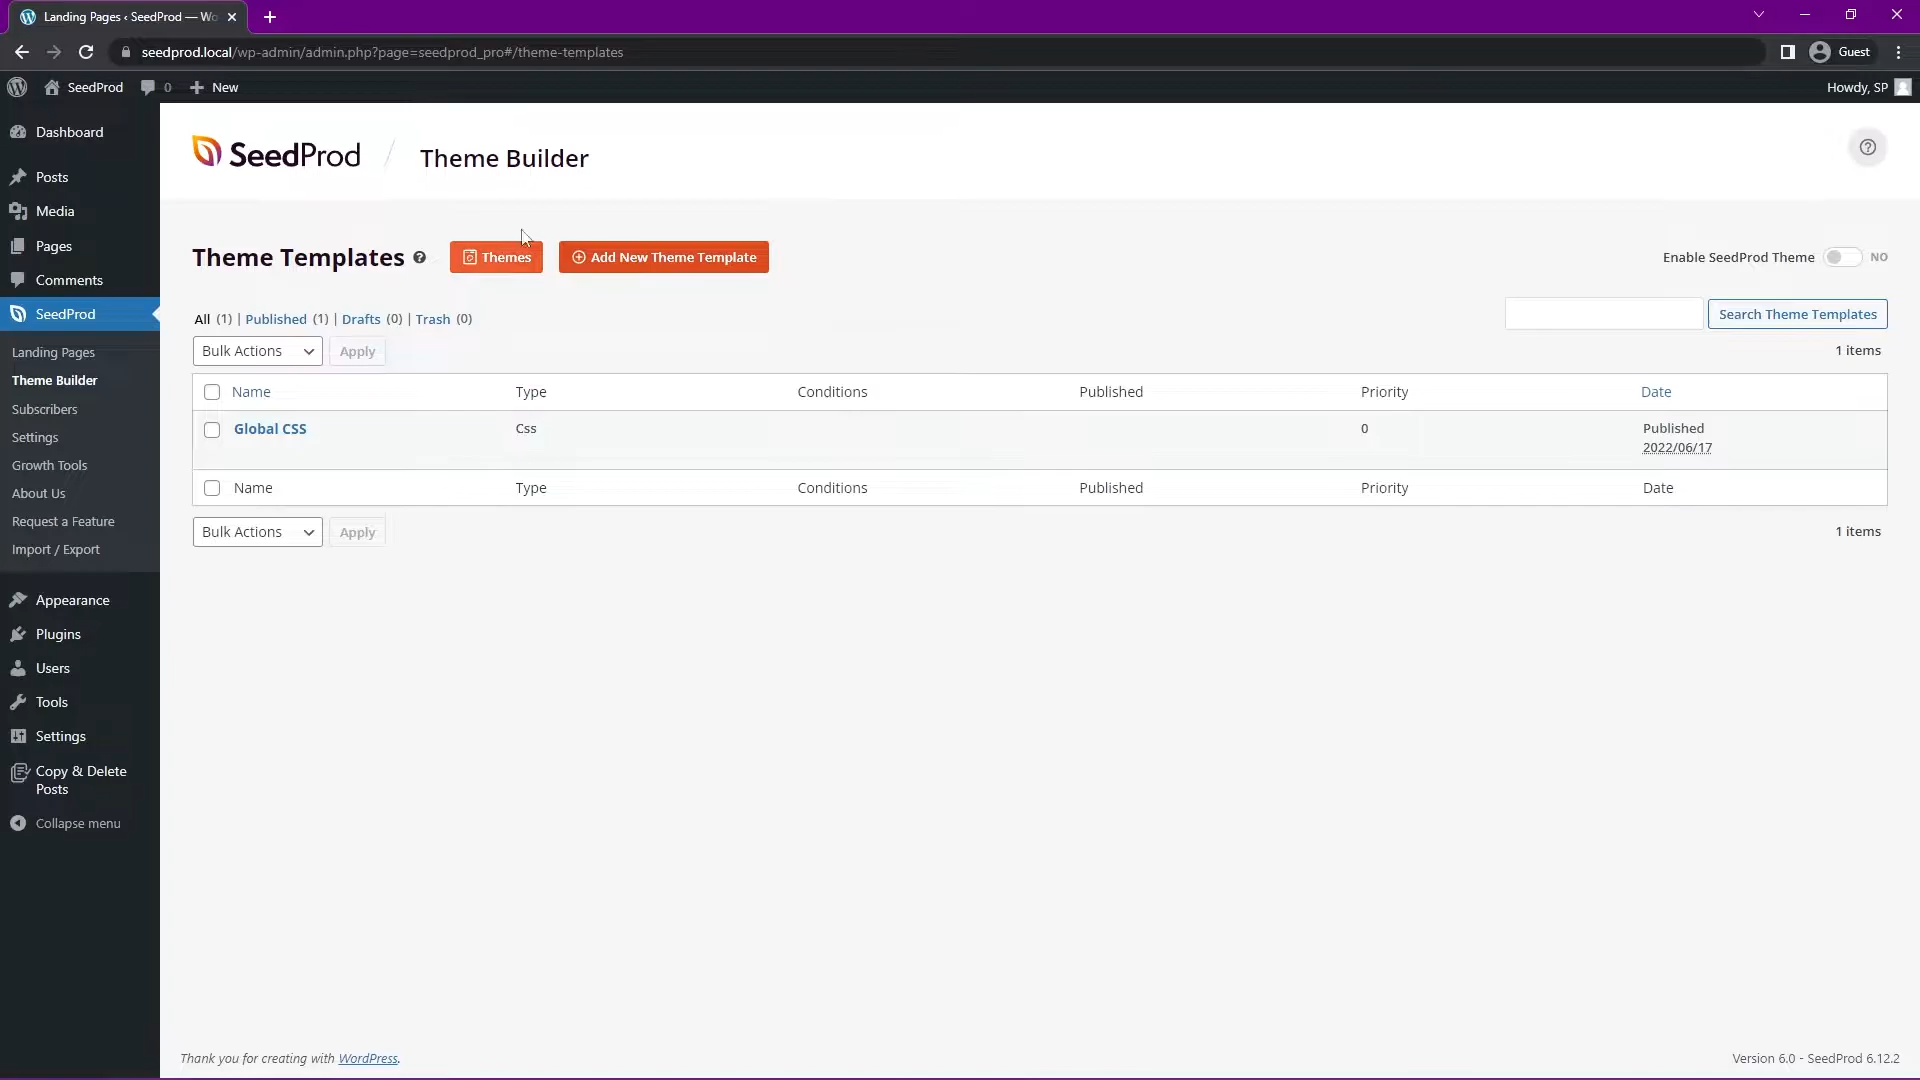 Landing Pages ‹ SeedProd — Wo
seedprod.local/wp-admin/admin.php?page=seedprod_pro#/theme-templates
Guest
SeedProd
0
New
Howdy, SP
Dashboard
Posts
Media
Pages
Comments
SeedProd
Landing Pages
Theme Builder
Subscribers
Settings
Growth Tools
About Us
Request a Feature
Import / Export
Appearance
Plugins
Users
Tools
Settings
Copy & Delete
Posts
Collapse menu
SeedProd / Theme Builder
Theme Templates
Themes
Add New Theme Template
Enable SeedProd Theme NO
All (1) | Published (1) | Drafts (0) | Trash (0)
Search Theme Templates
Bulk Actions Apply
1 items
Name Type Conditions Published Priority Date
Global CSS Css 0 Published
2022/06/17
Name Type Conditions Published Priority Date
Bulk Actions Apply
1 items
Thank you for creating with WordPress.
Version 6.0 - SeedProd 6.12.2